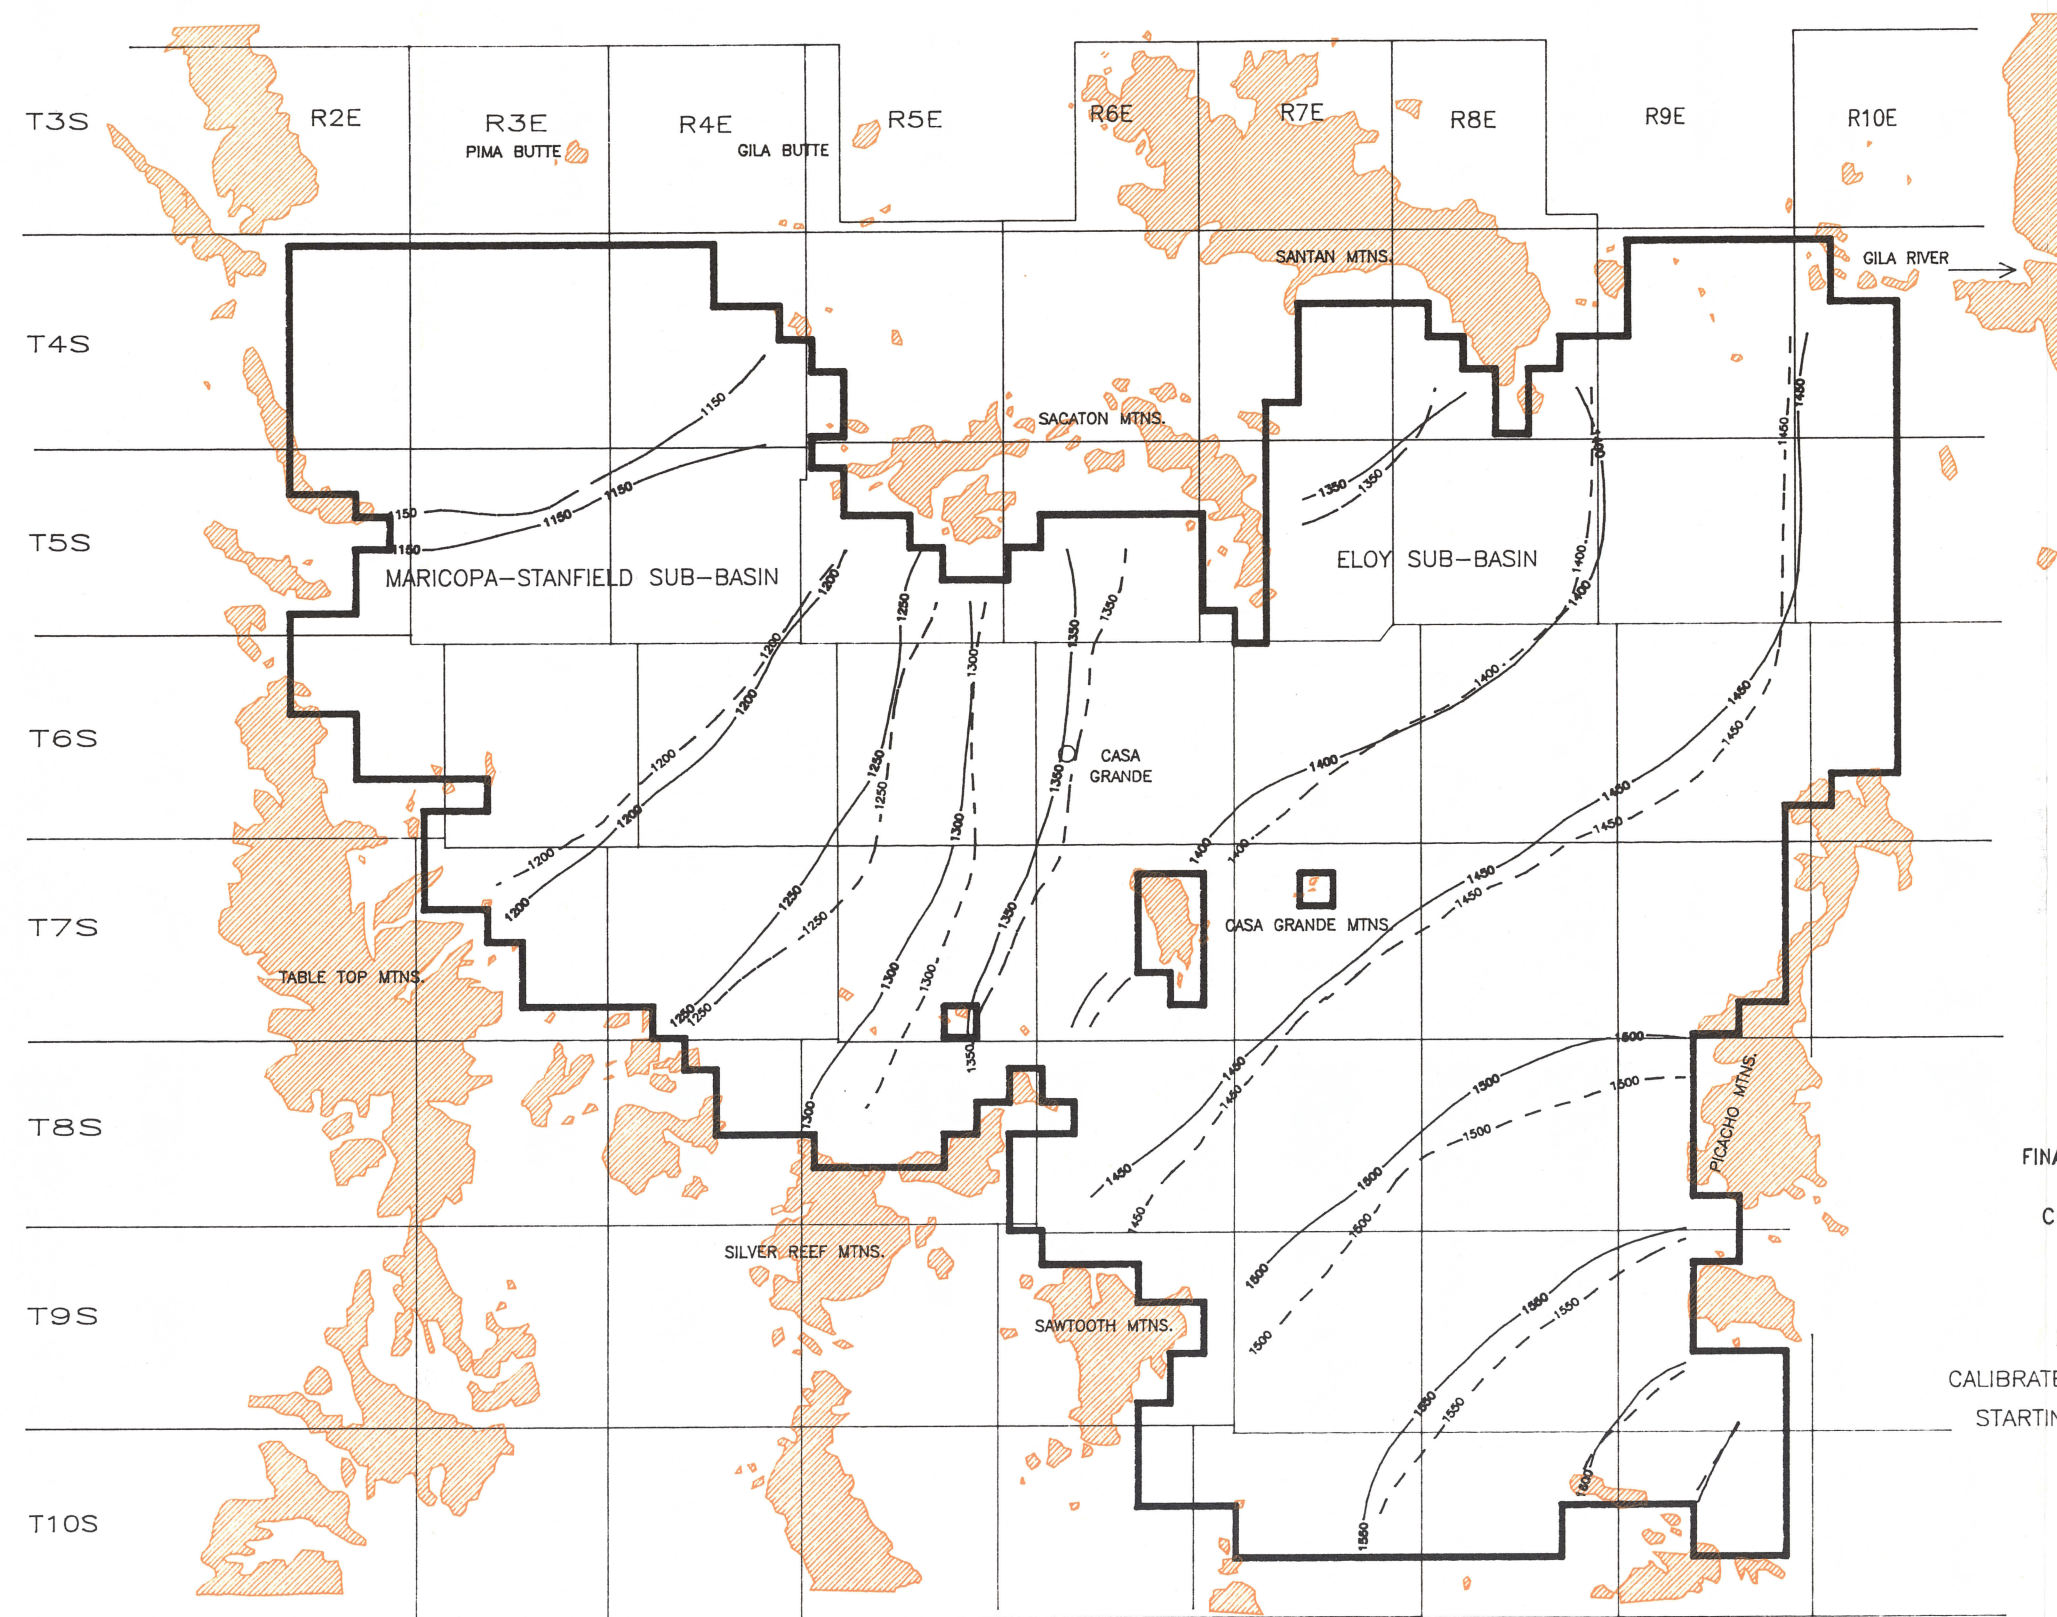 T3S
R2E
R3E
R4E
R5E
R6E
R7E
R8E
R9E
R10E
PIMA BUTTE
GILA BUTTE
SANTAN MTNS.
GILA RIVER
T4S
1150
1450
1450
SACATON MTNS.
1400
1350
1350
1150
1150
1150
1150
T5S
MARICOPA-STANFIELD SUB-BASIN
ELOY SUB-BASIN
1400
1400
1200
1250
1350
1350
1200
1300
1400
1200
1450
1450
T6S
CASA
GRANDE
1200
1250
1350
1400
1250
1450
1200
1300
1450
1200
1400
1400
1450
1450
1200
1250
1350
1250
T7S
CASA GRANDE MTNS.
TABLE TOP MTNS.
1300
1300
1250
1250
1350
1500
1450
1450
1500
1500
1300
PICACHO MTNS.
T8S
1500
1450
1500
FINA
1450
1500
C
SILVER REEF MTNS.
1500
1550
1550
T9S
SAWTOOTH MTNS.
1500
CALIBRATE
STARTIN
1550
1550
1600
T10S
1550